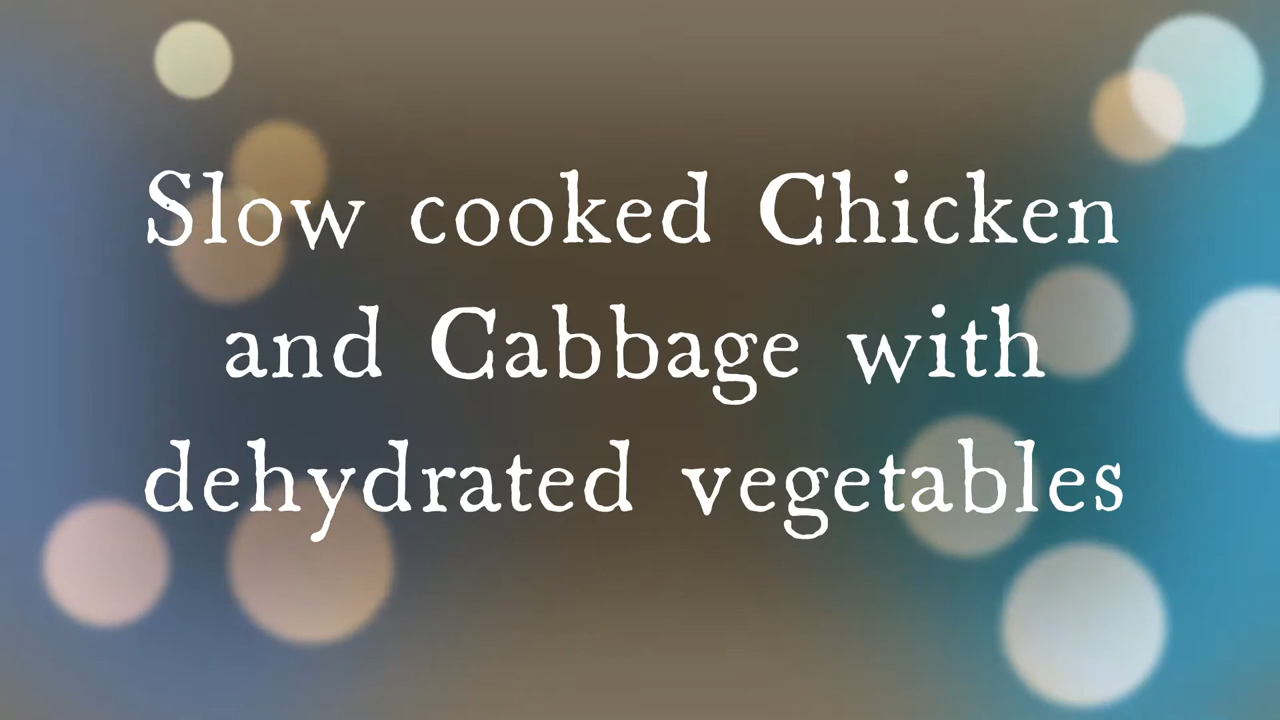 Slow cooked Chicken
and Cabbage with
dehydrated vegetables